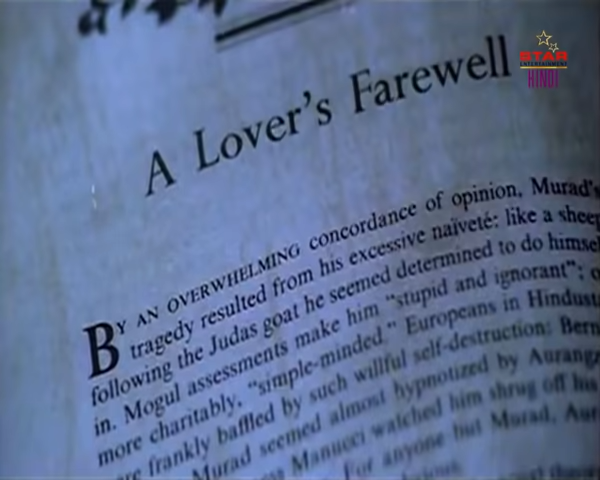 STAR
ENTERTAINMENT
HINDI
A Lover's Farewell
BY AN OVERWHELMING concordance of opinion, Murad's
tragedy resulted from his excessive naïveté: like a sheep
following the Judas goat he seemed determined to do himsel
in. Mogul assessments make him "stupid and ignorant"; o
more charitably, "simple-minded." Europeans in Hindust
frankly baffled by such willful self-destruction: Bern
Murad seemed almost hypnotized by Aurangz
Manucci watched him shrug off his
For anyone but Murad, Aur